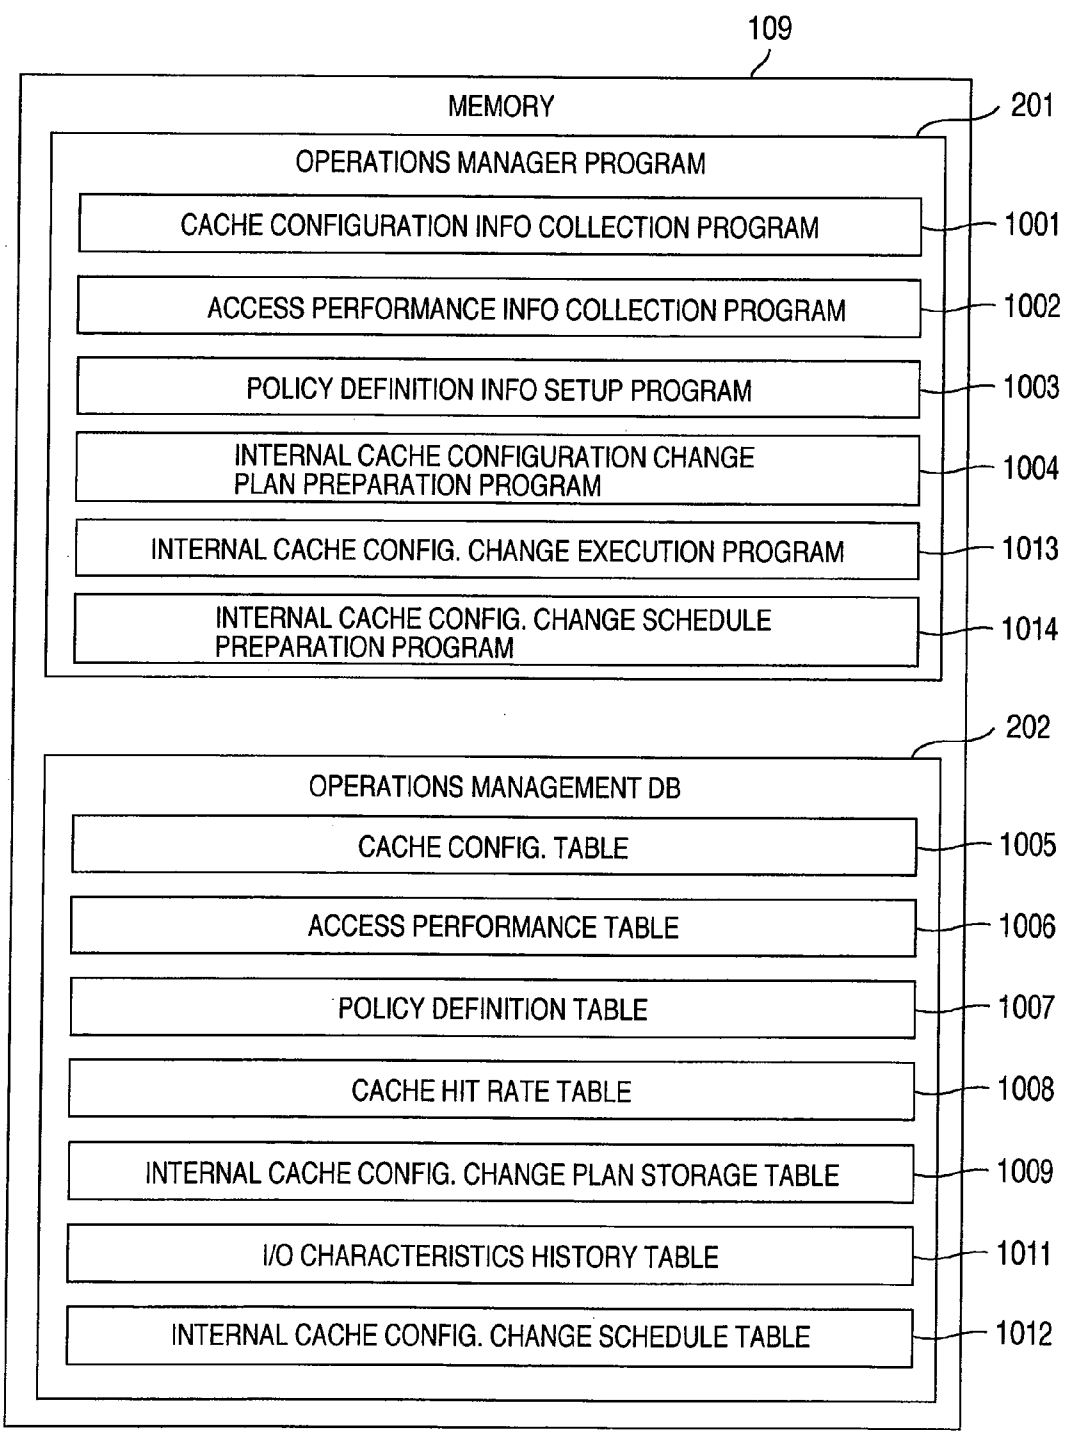 109
MEMORY
201
OPERATIONS MANAGER PROGRAM
CACHE CONFIGURATION INFO COLLECTION PROGRAM
1001
ACCESS PERFORMANCE INFO COLLECTION PROGRAM
1002
POLICY DEFINITION INFO SETUP PROGRAM
1003
INTERNAL CACHE CONFIGURATION CHANGE
PLAN PREPARATION PROGRAM
1004
INTERNAL CACHE CONFIG. CHANGE EXECUTION PROGRAM
1013
INTERNAL CACHE CONFIG. CHANGE SCHEDULE
PREPARATION PROGRAM
1014
202
OPERATIONS MANAGEMENT DB
CACHE CONFIG. TABLE
1005
ACCESS PERFORMANCE TABLE
1006
POLICY DEFINITION TABLE
1007
CACHE HIT RATE TABLE
1008
INTERNAL CACHE CONFIG. CHANGE PLAN STORAGE TABLE
1009
I/O CHARACTERISTICS HISTORY TABLE
1011
INTERNAL CACHE CONFIG. CHANGE SCHEDULE TABLE
1012